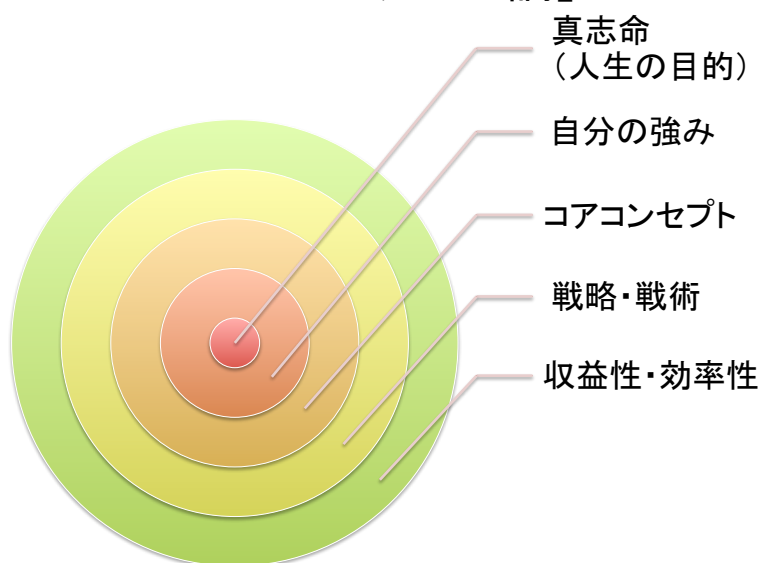 真志命
（人生の目的）
自分の強み
コアコンセプト
戦略・戦術
収益性・効率性